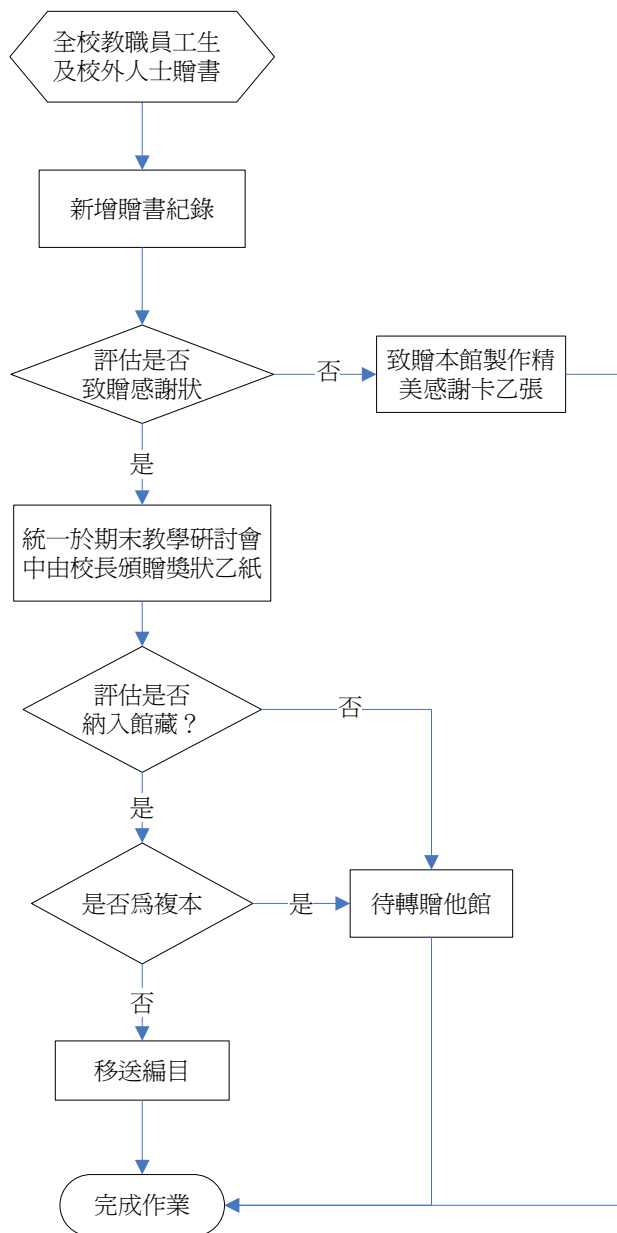 全校教職員工生
及校外人士贈書
新增贈書紀錄
評估是否
致贈感謝狀
否
致贈本館製作精
美感謝卡乙張
是
統一於期末教學研討會
中由校長頒贈獎狀乙紙
評估是否
納入館藏？
否
是
是否為複本
是
待轉贈他館
否
移送編目
完成作業